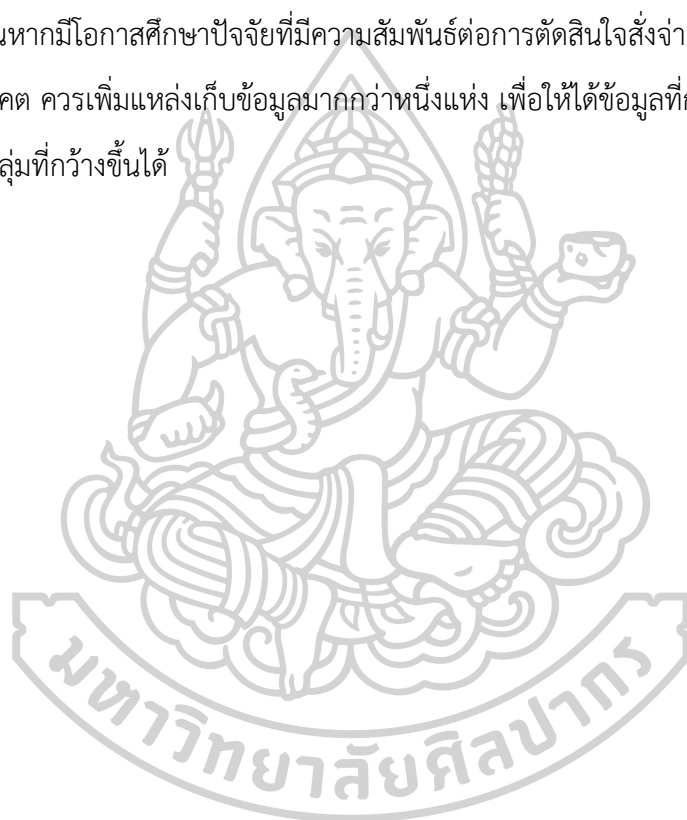 นหากมีโอกาสศึกษาปัจจัยที่มีความสัมพันธ์ต่อการตัดสินใจสั่งจ่า
คต ควรเพิ่มแหล่งเก็บข้อมูลมากกว่าหนึ่งแห่ง เพื่อให้ได้ข้อมูลที่
ลุ่มที่กว้างขึ้นได้
มหาวิทยาลัยศิลปากร